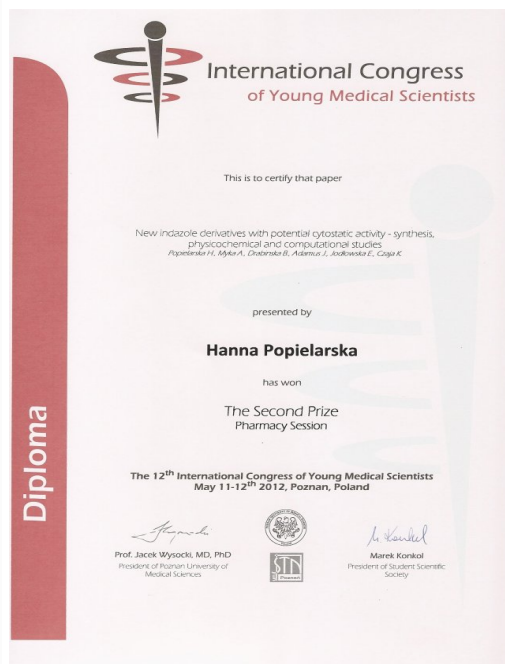 International Congress
of Young Medical Scientists
This is to certify that paper
New indazole derivatives with potential cytostatic activity - synthesis,
physicochemical and computational studies
Popielarska H, Myka A, Drabinska B, Adamus J, Jodlowska E, Czaja K
presented by
Hanna Popielarska
has won
The Second Prize
Pharmacy Session
Diploma
The 12th International Congress of Young Medical Scientists
May 11-12th 2012, Poznan, Poland
Prof. Jacek Wysocki, MD, PhD
President of Poznan University of
Medical Sciences
STN
Poznań
Marek Konkol
President of Student Scientific
Society